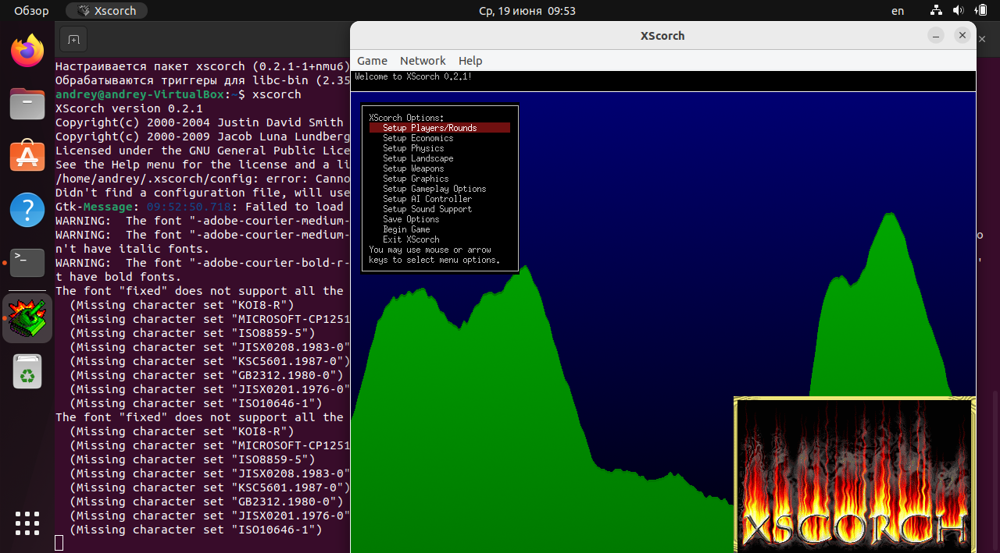 Обзор
Xscorch
Ср, 19 июня 09:53
en
Настраивается пакет xscorch (0.2.1-1+nmu6)
Обрабатываются триггеры для libc-bin (2.35
andrey@andrey-VirtualBox:~$ xscorch
XScorch version 0.2.1
Copyright(c) 2000-2004 Justin David Smith
Copyright(c) 2000-2009 Jacob Luna Lundberg
Licensed under the GNU General Public Lice
See the Help menu for the license and a li
/home/andrey/.xscorch/config: error: Canno
Didn't find a configuration file, will use
Gtk-Message: 09:52:50.718: Failed to load
WARNING:  The font "-adobe-courier-medium-
WARNING:  The font "-adobe-courier-medium-
n't have italic fonts.
WARNING:  The font "-adobe-courier-bold-r-
t have bold fonts.
The font "fixed" does not support all the
(Missing character set "KOI8-R")
(Missing character set "MICROSOFT-CP1251
(Missing character set "ISO8859-5")
(Missing character set "JISX0208.1983-0"
(Missing character set "KSC5601.1987-0")
(Missing character set "GB2312.1980-0")
(Missing character set "JISX0201.1976-0"
(Missing character set "ISO10646-1")
The font "fixed" does not support all the
(Missing character set "KOI8-R")
(Missing character set "MICROSOFT-CP1251
(Missing character set "ISO8859-5")
(Missing character set "JISX0208.1983-0"
(Missing character set "KSC5601.1987-0")
(Missing character set "GB2312.1980-0")
(Missing character set "JISX0201.1976-0"
(Missing character set "ISO10646-1")
XScorch
Game Network Help
Welcome to XScorch 0.2.1!
XScorch Options:
Setup Players/Rounds
Setup Economics
Setup Physics
Setup Landscape
Setup Weapons
Setup Graphics
Setup Gameplay Options
Setup AI Controller
Setup Sound Support
Save Options
Begin Game
Exit XScorch
You may use mouse or arrow
keys to select menu options.
o
'
XSCORCH